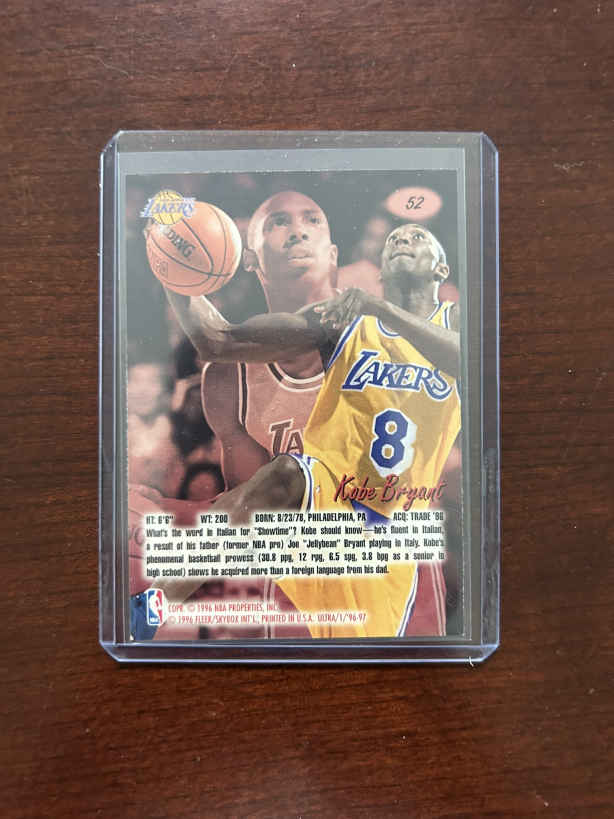 LAKERS
52
SPALDING
LAKERS
8
LA
Kobe Bryant
HT: 6'6" WT: 200 BORN: 8/23/78, PHILADELPHIA, PA ACQ: TRADE '96
What's the word in Italian for "Showtime"? Kobe should know—he's fluent in Italian,
a result of his father (former NBA pro) Joe "Jellybean" Bryant playing in Italy. Kobe's
phenomenal basketball prowess (30.8 ppg, 12 rpg, 6.5 spg, 3.8 bpg as a senior in
high school) shows he acquired more than a foreign language from his dad.
NBA
COPR. © 1996 NBA PROPERTIES, INC.
© 1996 FLEER/SKYBOX INT'L., PRINTED IN U.S.A. ULTRA/1/'96-97